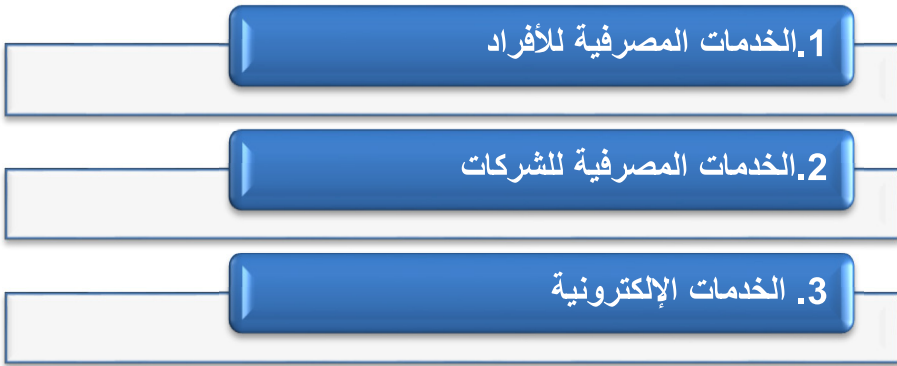 1.الخدمات المصرفية للأفراد
2.الخدمات المصرفية للشركات
3. الخدمات الإلكترونية